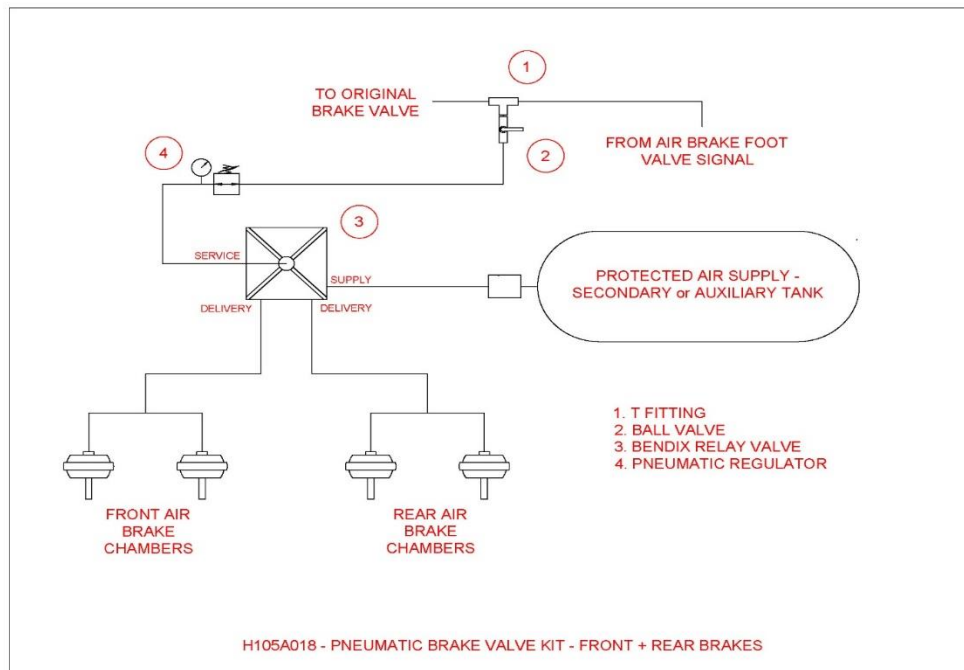 1
TO ORIGINAL
BRAKE VALVE
FROM AIR BRAKE FOOT
VALVE SIGNAL
2
4
3
SERVICE
SUPPLY
DELIVERY
DELIVERY
PROTECTED AIR SUPPLY -
SECONDARY or AUXILIARY TANK
1. T FITTING
2. BALL VALVE
3. BENDIX RELAY VALVE
4. PNEUMATIC REGULATOR
FRONT AIR
BRAKE
CHAMBERS
REAR AIR
BRAKE
CHAMBERS
H105A018 - PNEUMATIC BRAKE VALVE KIT - FRONT + REAR BRAKES